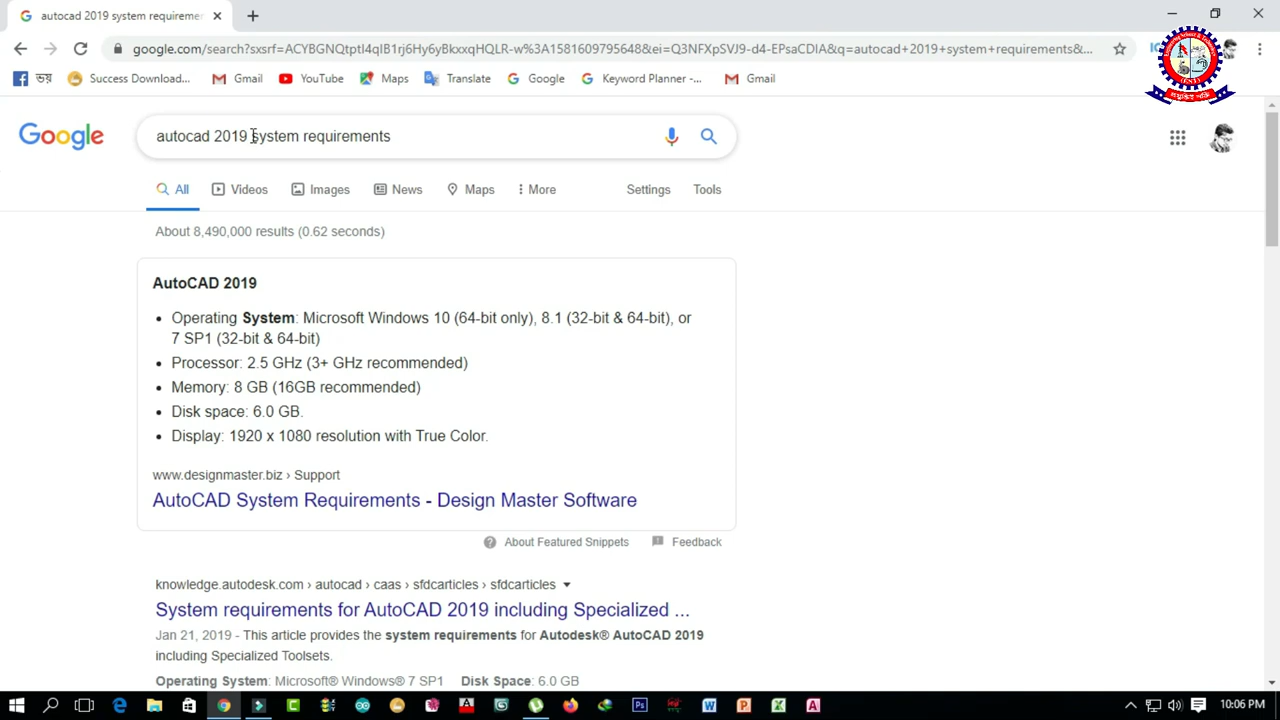 autocad 2019 system requireme
google.com/search?sxsrf=ACYBGNQtptI4qIB1rj6Hy6yBkxxqHQLR-w%3A1581609795648&ei=Q3NFXpSVJ9-d4-EPsaCDIA&q=autocad+2019+system+requirements&...
ভয়
Success Download...
Gmail
YouTube
Maps
Translate
Google
Keyword Planner -...
Gmail
(EST)
Google
autocad 2019 system requirements
All
Videos
Images
News
Maps
More
Settings
Tools
About 8,490,000 results (0.62 seconds)
AutoCAD 2019
Operating System: Microsoft Windows 10 (64-bit only), 8.1 (32-bit & 64-bit), or
7 SP1 (32-bit & 64-bit)
Processor: 2.5 GHz (3+ GHz recommended)
Memory: 8 GB (16GB recommended)
Disk space: 6.0 GB.
Display: 1920 x 1080 resolution with True Color.
www.designmaster.biz › Support
AutoCAD System Requirements - Design Master Software
About Featured Snippets
Feedback
knowledge.autodesk.com › autocad › caas › sfdcarticles › sfdcarticles
System requirements for AutoCAD 2019 including Specialized ...
Jan 21, 2019 - This article provides the system requirements for Autodesk® AutoCAD 2019
including Specialized Toolsets.
Operating System: Microsoft® Windows® 7 SP1 Disk space: 6.0 GB
10:06 PM